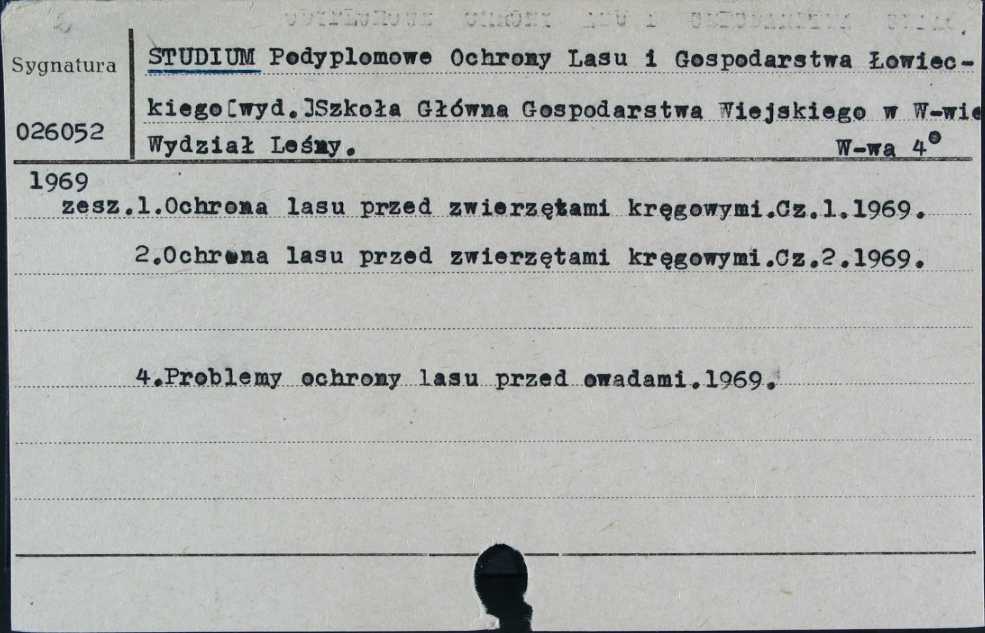 Sygnatura
026052
STUDIUM Podyplomowe Ochrony Lasu i Gospodarstwa Łowiec-
kiego[wyd.]Szkoła Główna Gospodarstwa Wiejskiego w W-wie
Wydział Leśny. W-wa 4°
1969
zesz.1.Ochrona lasu przed zwierzętami kręgowymi.Cz.1.1969.
2.Ochrona lasu przed zwierzętami kręgowymi.Cz.2.1969.
4.Problemy ochrony lasu przed owadami.1969.